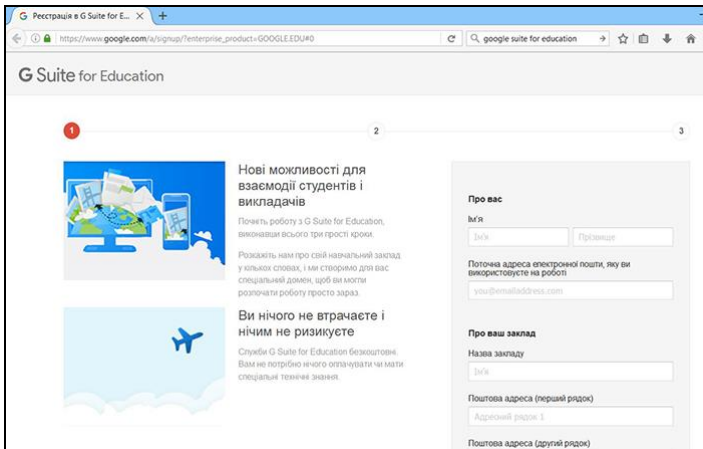 Реєстрація в G Suite for E...
https://www.google.com/a/signup/?enterprise_product=GOOGLE.EDU#0
google suite for education
G Suite for Education
1
2
3
Нові можливості для
взаємодії студентів і
викладачів
Почніть роботу з G Suite for Education,
виконавши всього три прості кроки.
Розкажіть нам про свій навчальний заклад
у кількох словах, і ми створимо для вас
спеціальний домен, щоб ви могли
розпочати роботу просто зараз.
Ви нічого не втрачаєте і
нічим не ризикуєте
Служби G Suite for Education безкоштовні.
Вам не потрібно нічого оплачувати чи мати
спеціальні технічні знання.
Про вас
Ім'я
Ім'я
Прізвище
Поточна адреса електронної пошти, яку ви
використовуєте на роботі
you@emailaddress.com
Про ваш заклад
Назва закладу
Ім'я
Поштова адреса (перший рядок)
Адресний рядок 1
Поштова адреса (другий рядок)